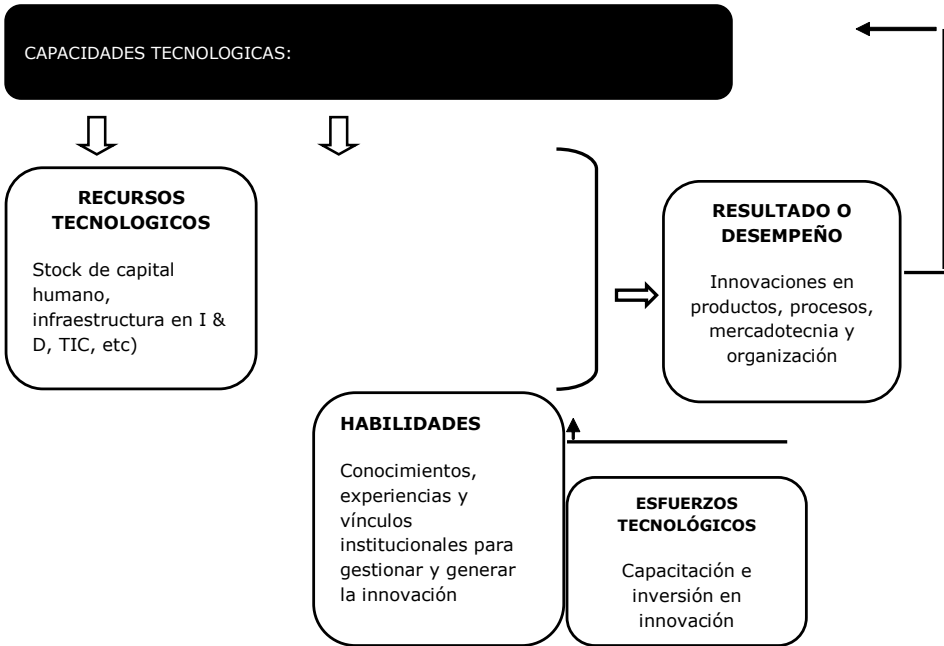 CAPACIDADES TECNOLOGICAS:
RECURSOS
TECNOLOGICOS
Stock de capital
humano,
infraestructura en I &
D, TIC, etc)
RESULTADO O
DESEMPEÑO
Innovaciones en
productos, procesos,
mercadotecnia y
organización
HABILIDADES
Conocimientos,
experiencias y
vínculos
institucionales para
gestionar y generar
la innovación
ESFUERZOS
TECNOLÓGICOS
Capacitación e
inversión en
innovación